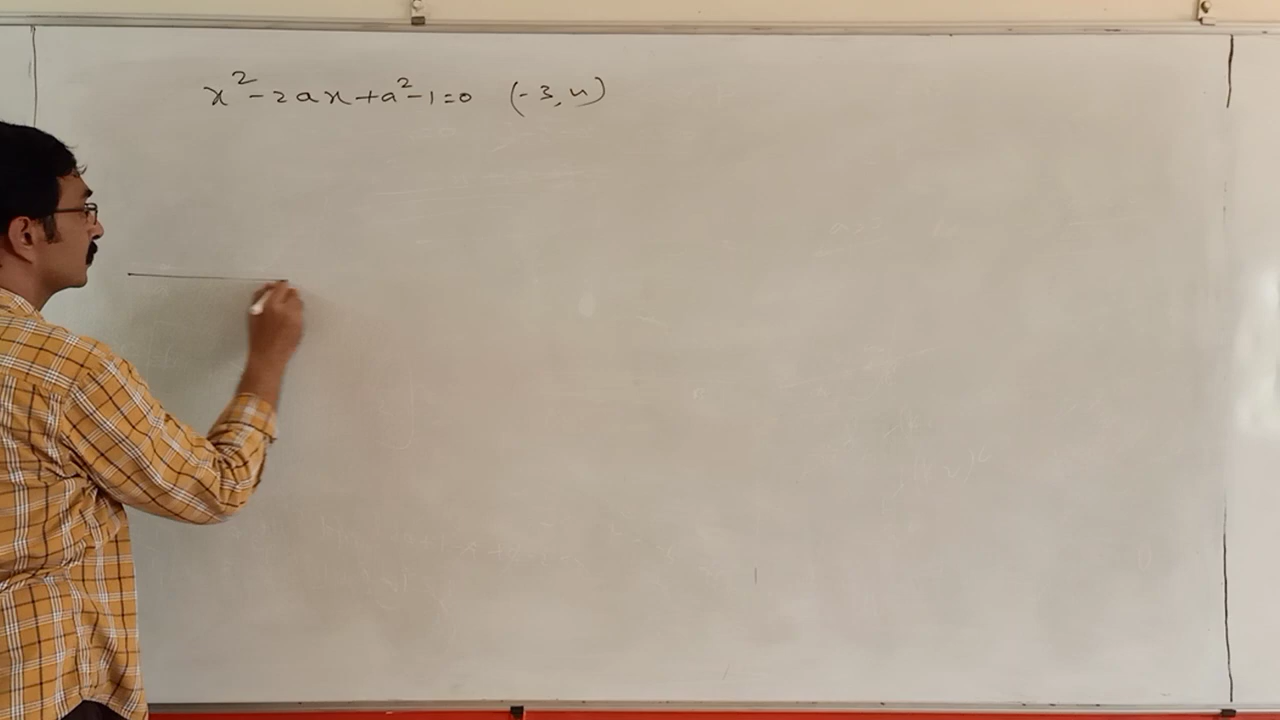 x² - 2ax + a² - 1 = 0 (-3, 4)